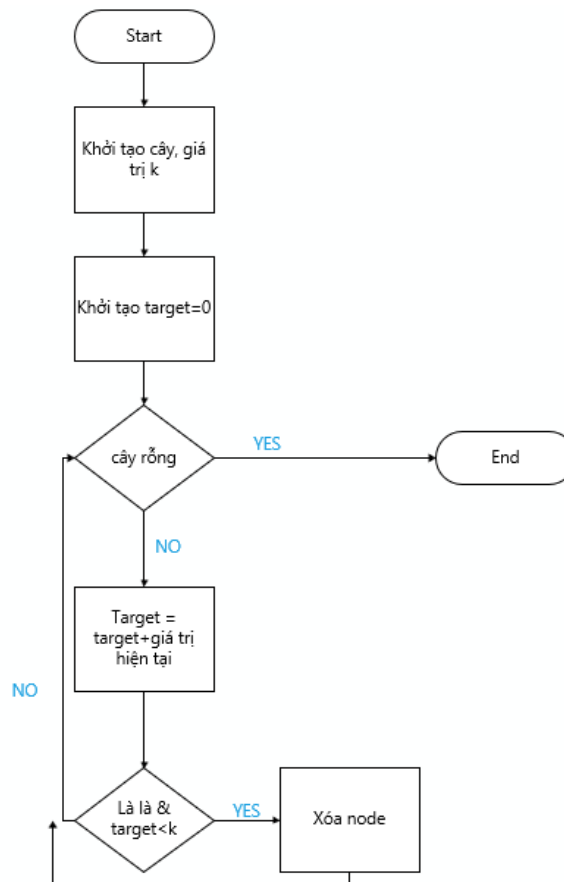 Start
Khởi tạo cây, giá
trị k
Khởi tạo target=0
cây rỗng
YES
End
NO
Target =
target+giá trị
hiện tại
NO
Là là &
target<k
YES
Xóa node